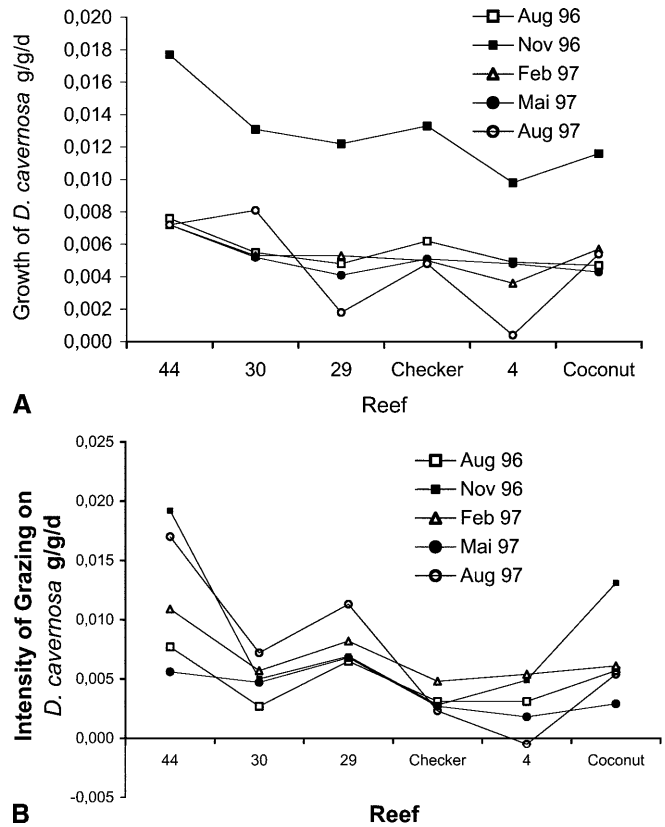 0,020
0,018
0,016
0,014
0,012
0,010
0,008
0,006
0,004
0,002
0,000
Growth of D. cavernosa g/g/d
Aug 96
Nov 96
Feb 97
Mai 97
Aug 97
44 30 29 Checker 4 Coconut
A
Reef
0,025
0,020
0,015
0,010
0,005
0,000
-0,005
Intensity of Grazing on
D. cavernosa g/g/d
Aug 96
Nov 96
Feb 97
Mai 97
Aug 97
44 30 29 Checker 4 Coconut
B
Reef